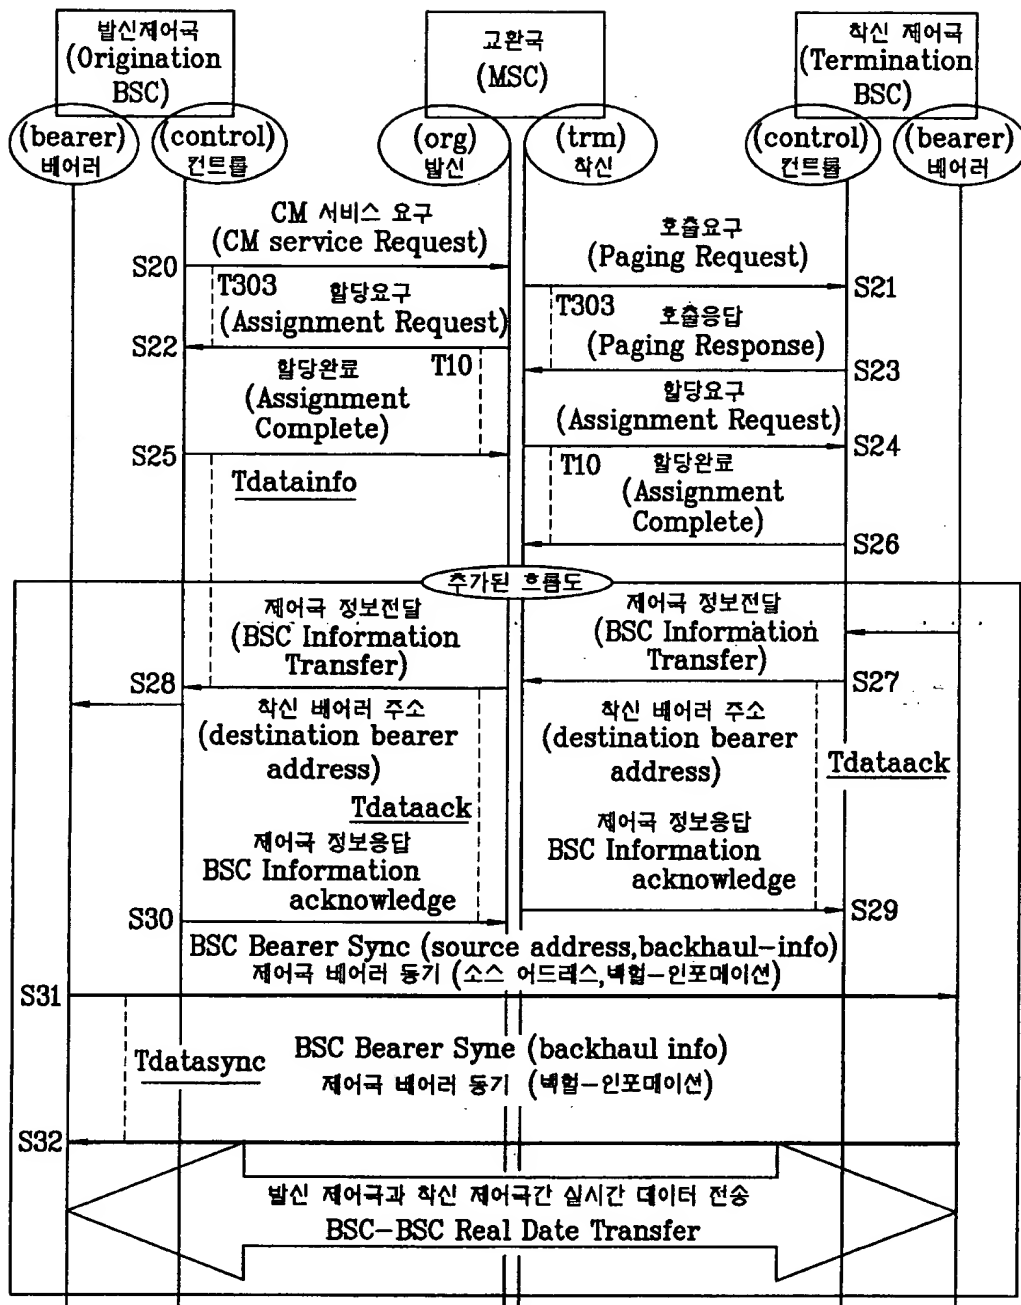 발신제어국
(Origination
BSC)
교환국
(MSC)
착신 제어국
(Termination
BSC)
(bearer)
베어러
(control)
컨트롤
(org)
발신
(trm)
착신
(control)
컨트롤
(bearer)
베어러
CM 서비스 요구
(CM service Request)
S20
호출요구
(Paging Request)
S21
T303
할당요구
(Assignment Request)
S22
T303
호출응답
(Paging Response)
S23
T10
할당완료
(Assignment
Complete)
S25
할당요구
(Assignment Request)
S24
Tdatainfo
T10
할당완료
(Assignment
Complete)
S26
추가된 흐름도
제어국 정보전달
(BSC Information
Transfer)
S28
제어국 정보전달
(BSC Information
Transfer)
S27
착신 베어러 주소
(destination bearer
address)
착신 베어러 주소
(destination bearer
address)
Tdataack
Tdataack
제어국 정보응답
BSC Information
acknowledge
S30
제어국 정보응답
BSC Information
acknowledge
S29
BSC Bearer Sync (source address,backhaul-info)
제어국 베어러 동기 (소스 어드레스,백헐-인포메이션)
S31
Tdatasync
BSC Bearer Syne (backhaul info)
제어국 베어러 동기 (백헐-인포메이션)
S32
발신 제어국과 착신 제어국간 실시간 데이터 전송
BSC-BSC Real Date Transfer